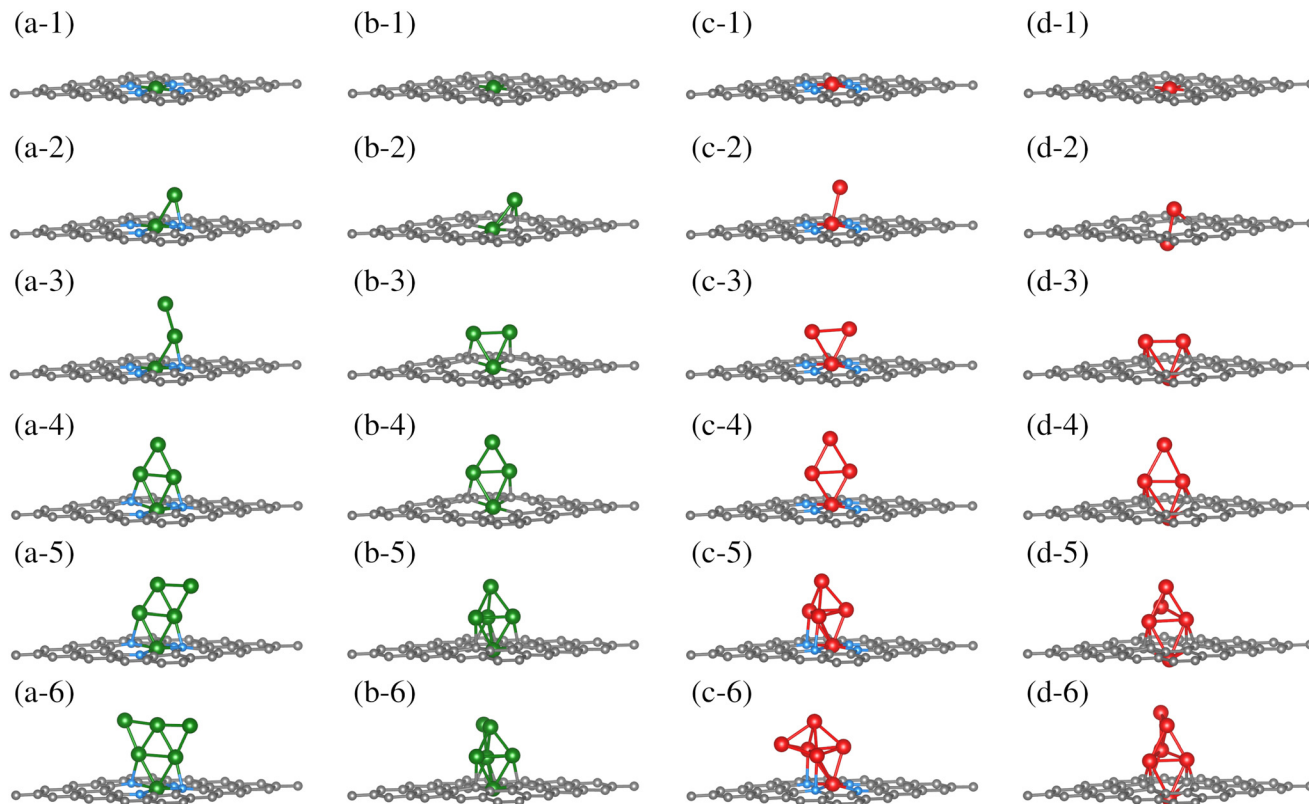 (a-1) (b-1) (c-1) (d-1)
(a-2) (b-2) (c-2) (d-2)
(a-3) (b-3) (c-3) (d-3)
(a-4) (b-4) (c-4) (d-4)
(a-5) (b-5) (c-5) (d-5)
(a-6) (b-6) (c-6) (d-6)